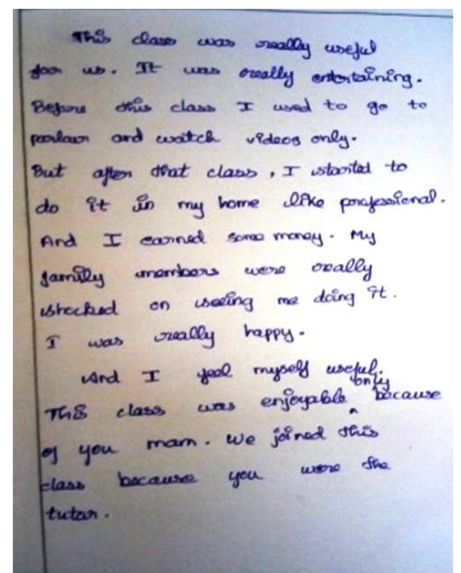 This class was really useful
for us. It was really entertaining.
Before this class I used to go to
parlour and watch videos only.
But after that class, I started to
do it in my home like professional.
And I earned some money. My
family members were really
shocked on seeing me doing it.
I was really happy.
And I feel myself useful.
This class was enjoyable only because
of you mam. We joined this
class because you were the
tutor.